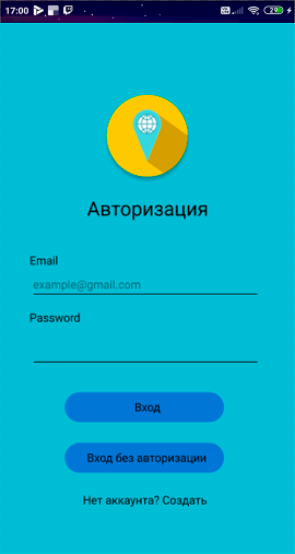 17:00 29
Авторизация
Email
example@gmail.com
Password
Вход
Вход без авторизации
Нет аккаунта? Создать